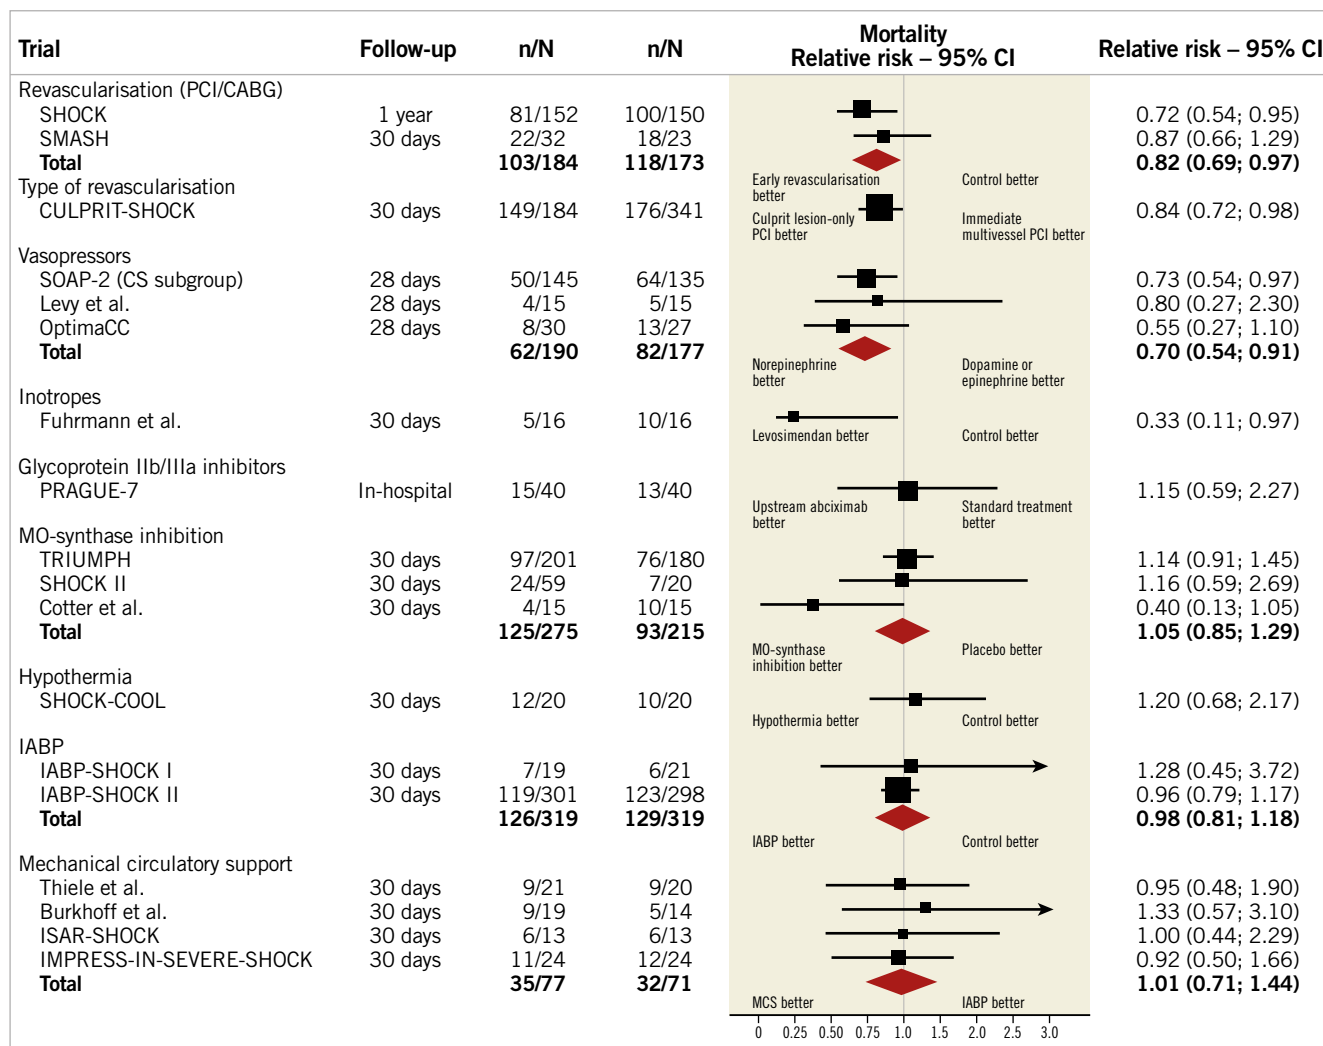 Trial Follow-up n/N n/N Mortality Relative risk – 95% CI Relative risk – 95% CI
Revascularisation (PCI/CABG)
SHOCK 1 year 81/152 100/150 0.72 (0.54; 0.95)
SMASH 30 days 22/32 18/23 0.87 (0.66; 1.29)
Total 103/184 118/173 0.82 (0.69; 0.97)
Early revascularisation better Control better
Type of revascularisation
CULPRIT-SHOCK 30 days 149/184 176/341 0.84 (0.72; 0.98)
Culprit lesion-only PCI better Immediate multivessel PCI better
Vasopressors
SOAP-2 (CS subgroup) 28 days 50/145 64/135 0.73 (0.54; 0.97)
Levy et al. 28 days 4/15 5/15 0.80 (0.27; 2.30)
OptimaCC 28 days 8/30 13/27 0.55 (0.27; 1.10)
Total 62/190 82/177 0.70 (0.54; 0.91)
Norepinephrine better Dopamine or epinephrine better
Inotropes
Fuhrmann et al. 30 days 5/16 10/16 0.33 (0.11; 0.97)
Levosimendan better Control better
Glycoprotein IIb/IIIa inhibitors
PRAGUE-7 In-hospital 15/40 13/40 1.15 (0.59; 2.27)
Upstream abciximab better Standard treatment better
MO-synthase inhibition
TRIUMPH 30 days 97/201 76/180 1.14 (0.91; 1.45)
SHOCK II 30 days 24/59 7/20 1.16 (0.59; 2.69)
Cotter et al. 30 days 4/15 10/15 0.40 (0.13; 1.05)
Total 125/275 93/215 1.05 (0.85; 1.29)
MO-synthase inhibition better Placebo better
Hypothermia
SHOCK-COOL 30 days 12/20 10/20 1.20 (0.68; 2.17)
Hypothermia better Control better
IABP
IABP-SHOCK I 30 days 7/19 6/21 1.28 (0.45; 3.72)
IABP-SHOCK II 30 days 119/301 123/298 0.96 (0.79; 1.17)
Total 126/319 129/319 0.98 (0.81; 1.18)
IABP better Control better
Mechanical circulatory support
Thiele et al. 30 days 9/21 9/20 0.95 (0.48; 1.90)
Burkhoff et al. 30 days 9/19 5/14 1.33 (0.57; 3.10)
ISAR-SHOCK 30 days 6/13 6/13 1.00 (0.44; 2.29)
IMPRESS-IN-SEVERE-SHOCK 30 days 11/24 12/24 0.92 (0.50; 1.66)
Total 35/77 32/71 1.01 (0.71; 1.44)
MCS better IABP better
0 0.25 0.50 0.75 1.0 1.5 2.0 2.5 3.0